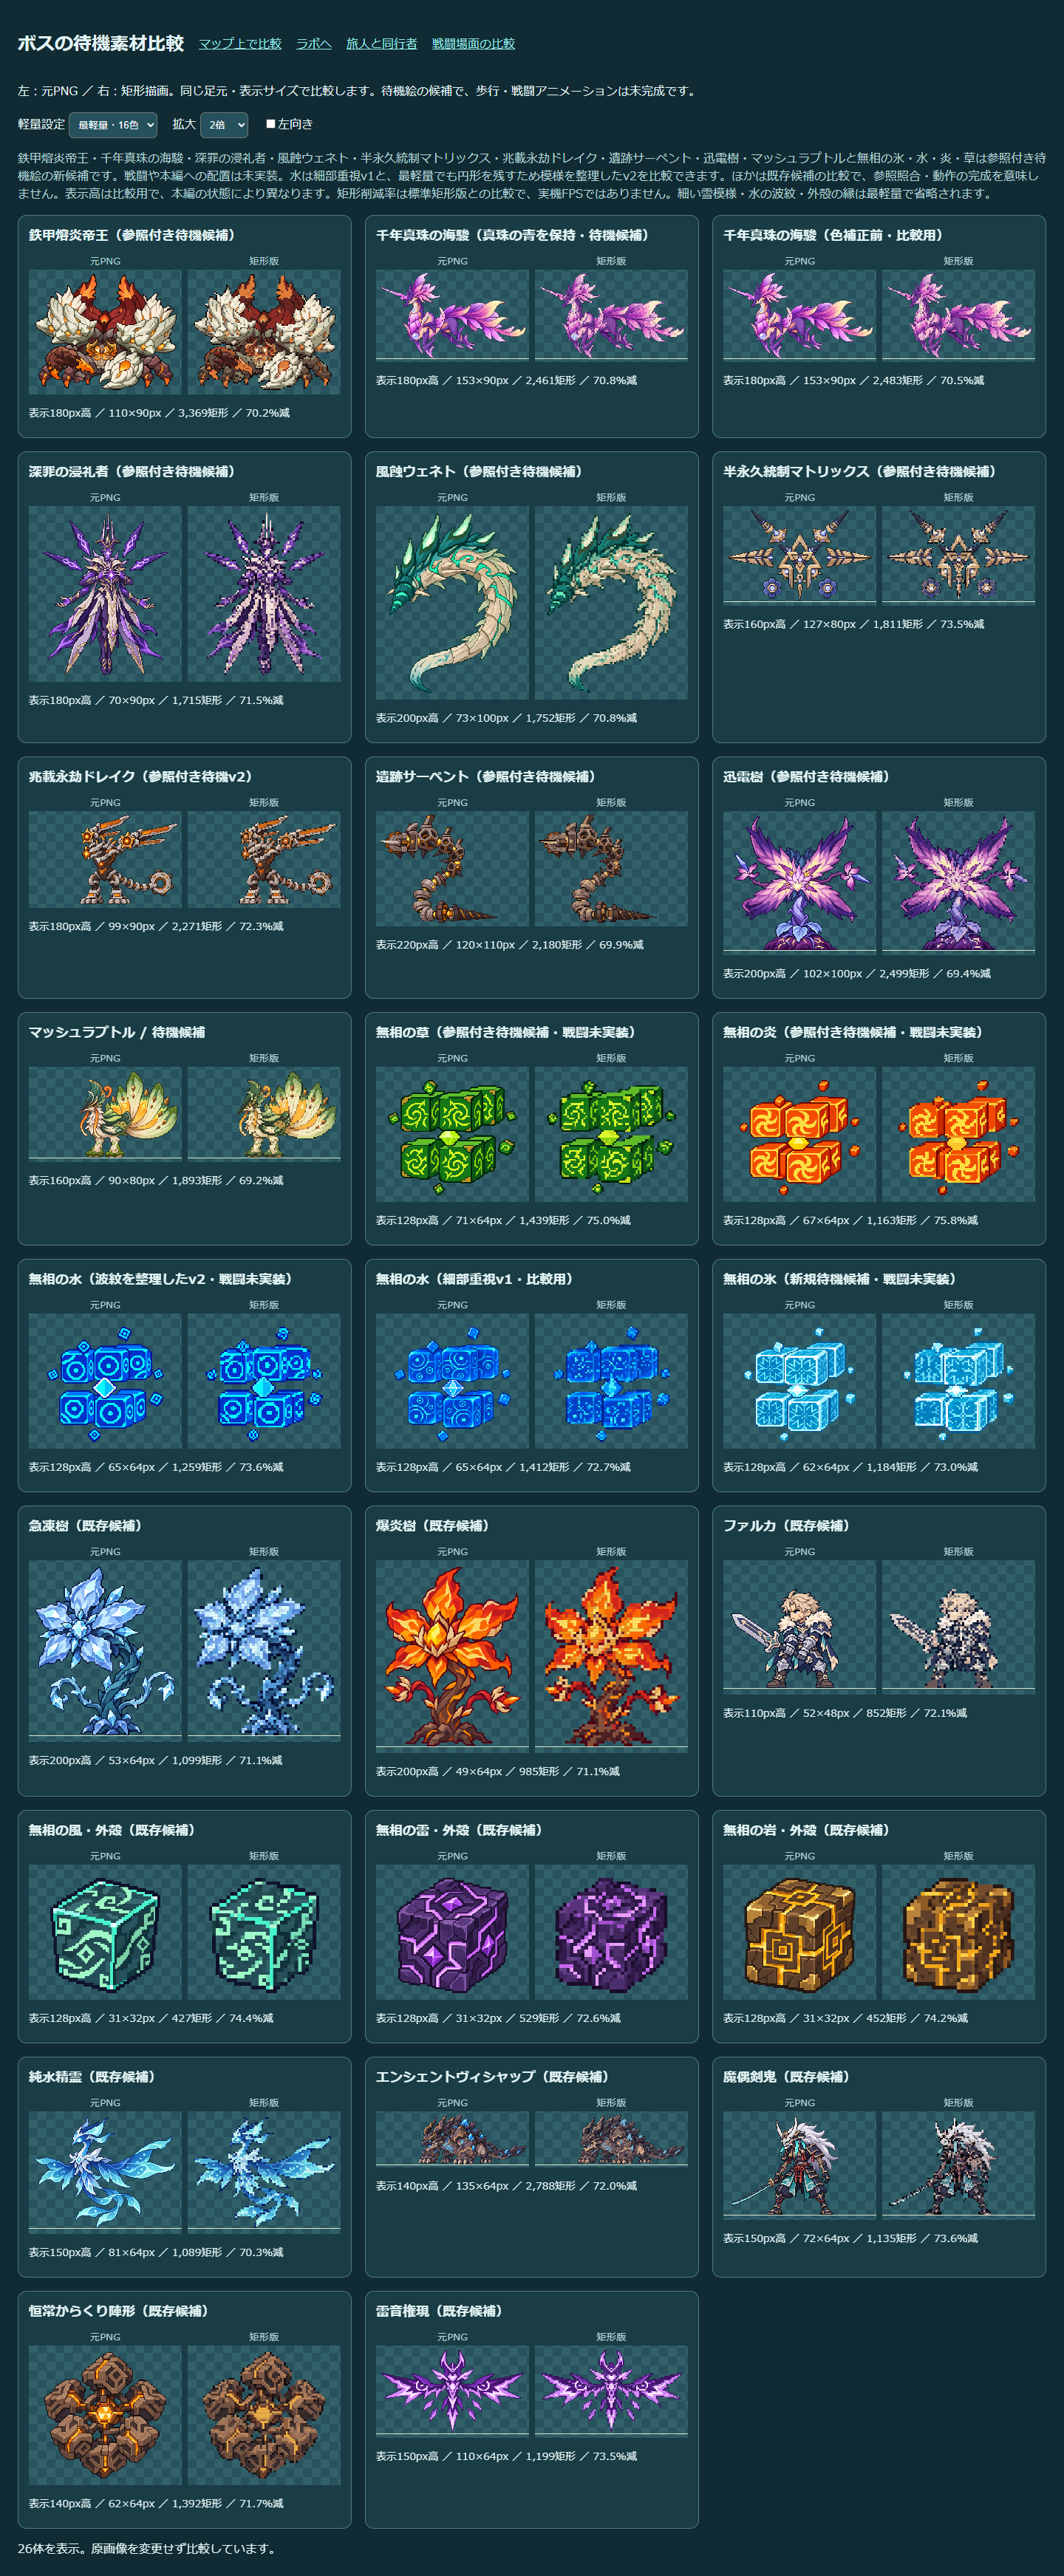 ボスの待機素材比較 マップ上で比較 ラボへ 旅人と同行者 戦闘場面の比較
左：元PNG ／ 右：矩形描画。同じ足元・表示サイズで比較します。待機絵の候補で、歩行・戦闘アニメーションは未完成です。
軽量設定 最軽量・16色 拡大 2倍 左向き
鉄甲熔炎帝王・千年真珠の海駿・深罪の浸礼者・風蝕ウェネト・半永久統制マトリックス・兆載永劫ドレイク・遺跡サーペント・迅電樹・マッシュラプトルと無相の氷・水・炎・草は参照付き待
機絵の新候補です。戦闘や本編への配置は未実装。水は細部重視v1と、最軽量でも円形を残すため模様を整理したv2を比較できます。ほかは既存候補の比較で、参照照合・動作の完成を意味し
ません。表示高は比較用で、本編の状態により異なります。矩形削減率は標準矩形版との比較で、実機FPSではありません。細い雪模様・水の波紋・外殻の縁は最軽量で省略されます。
鉄甲熔炎帝王（参照付き待機候補）
元PNG 矩形版
表示180px高 ／ 110×90px ／ 3,369矩形 ／ 70.2%減
千年真珠の海駿（真珠の青を保持・待機候補）
元PNG 矩形版
表示180px高 ／ 153×90px ／ 2,461矩形 ／ 70.8%減
千年真珠の海駿（色補正前・比較用）
元PNG 矩形版
表示180px高 ／ 153×90px ／ 2,483矩形 ／ 70.5%減
深罪の浸礼者（参照付き待機候補）
元PNG 矩形版
表示180px高 ／ 70×90px ／ 1,715矩形 ／ 71.5%減
風蝕ウェネト（参照付き待機候補）
元PNG 矩形版
表示200px高 ／ 73×100px ／ 1,752矩形 ／ 70.8%減
半永久統制マトリックス（参照付き待機候補）
元PNG 矩形版
表示160px高 ／ 127×80px ／ 1,811矩形 ／ 73.5%減
兆載永劫ドレイク（参照付き待機v2）
元PNG 矩形版
表示180px高 ／ 99×90px ／ 2,271矩形 ／ 72.3%減
遺跡サーペント（参照付き待機候補）
元PNG 矩形版
表示220px高 ／ 120×110px ／ 2,180矩形 ／ 69.9%減
迅電樹（参照付き待機候補）
元PNG 矩形版
表示200px高 ／ 102×100px ／ 2,499矩形 ／ 69.4%減
マッシュラプトル / 待機候補
元PNG 矩形版
表示160px高 ／ 90×80px ／ 1,893矩形 ／ 69.2%減
無相の草（参照付き待機候補・戦闘未実装）
元PNG 矩形版
表示128px高 ／ 71×64px ／ 1,439矩形 ／ 75.0%減
無相の炎（参照付き待機候補・戦闘未実装）
元PNG 矩形版
表示128px高 ／ 67×64px ／ 1,163矩形 ／ 75.8%減
無相の水（波紋を整理したv2・戦闘未実装）
元PNG 矩形版
表示128px高 ／ 65×64px ／ 1,259矩形 ／ 73.6%減
無相の水（細部重視v1・比較用）
元PNG 矩形版
表示128px高 ／ 65×64px ／ 1,412矩形 ／ 72.7%減
無相の氷（新規待機候補・戦闘未実装）
元PNG 矩形版
表示128px高 ／ 62×64px ／ 1,184矩形 ／ 73.0%減
急凍樹（既存候補）
元PNG 矩形版
表示200px高 ／ 53×64px ／ 1,099矩形 ／ 71.1%減
爆炎樹（既存候補）
元PNG 矩形版
表示200px高 ／ 49×64px ／ 985矩形 ／ 71.1%減
ファルカ（既存候補）
元PNG 矩形版
表示110px高 ／ 52×48px ／ 852矩形 ／ 72.1%減
無相の風・外殻（既存候補）
元PNG 矩形版
表示128px高 ／ 31×32px ／ 427矩形 ／ 74.4%減
無相の雷・外殻（既存候補）
元PNG 矩形版
表示128px高 ／ 31×32px ／ 529矩形 ／ 72.6%減
無相の岩・外殻（既存候補）
元PNG 矩形版
表示128px高 ／ 31×32px ／ 452矩形 ／ 74.2%減
純水精霊（既存候補）
元PNG 矩形版
表示150px高 ／ 81×64px ／ 1,089矩形 ／ 70.3%減
エンシェントヴィシャップ（既存候補）
元PNG 矩形版
表示140px高 ／ 135×64px ／ 2,788矩形 ／ 72.0%減
魔偶剣鬼（既存候補）
元PNG 矩形版
表示150px高 ／ 72×64px ／ 1,135矩形 ／ 73.6%減
恒常からくり陣形（既存候補）
元PNG 矩形版
表示140px高 ／ 62×64px ／ 1,392矩形 ／ 71.7%減
雷音権現（既存候補）
元PNG 矩形版
表示150px高 ／ 110×64px ／ 1,199矩形 ／ 73.5%減
26体を表示。原画像を変更せず比較しています。